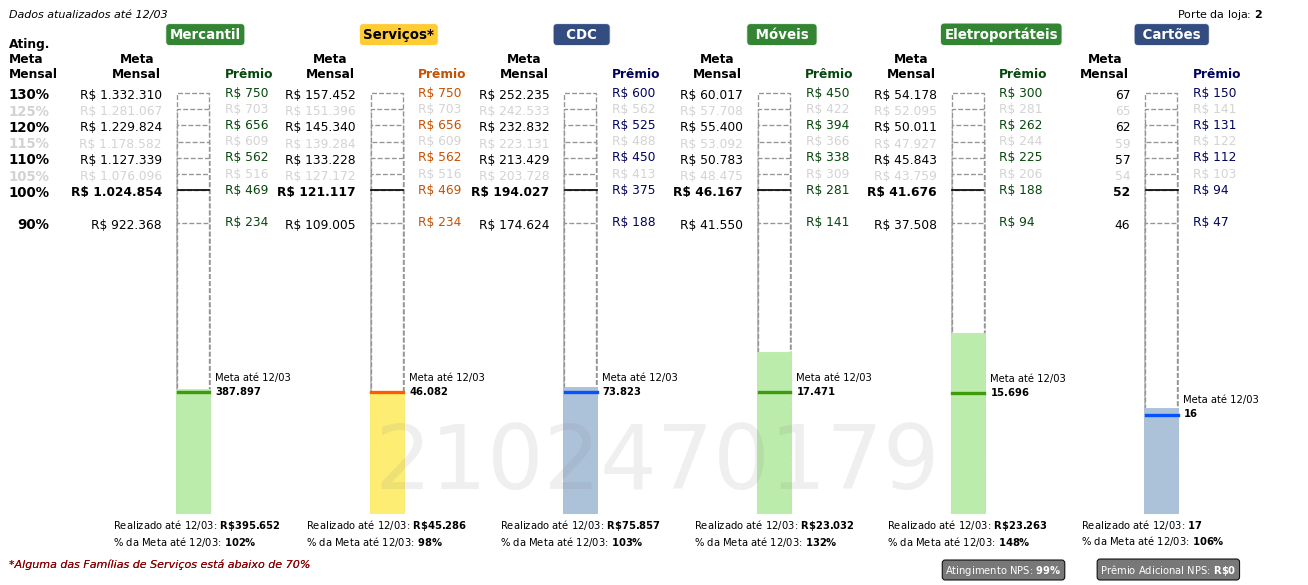 Dados atualizados até 12/03
Porte da loja: 2
Mercantil Serviços* CDC Móveis Eletroportáteis Cartões
Ating. Meta Mensal
Meta Mensal Prêmio Meta Mensal Prêmio Meta Mensal Prêmio Meta Mensal Prêmio Meta Mensal Prêmio Meta Mensal Prêmio
130% R$ 1.332.310 R$ 750 R$ 157.452 R$ 750 R$ 252.235 R$ 600 R$ 60.017 R$ 450 R$ 54.178 R$ 300 67 R$ 150
125% R$ 1.281.067 R$ 703 R$ 151.396 R$ 703 R$ 242.533 R$ 562 R$ 57.708 R$ 422 R$ 52.095 R$ 281 65 R$ 141
120% R$ 1.229.824 R$ 656 R$ 145.340 R$ 656 R$ 232.832 R$ 525 R$ 55.400 R$ 394 R$ 50.011 R$ 262 62 R$ 131
115% R$ 1.178.582 R$ 609 R$ 139.284 R$ 609 R$ 223.131 R$ 488 R$ 53.092 R$ 366 R$ 47.927 R$ 244 59 R$ 122
110% R$ 1.127.339 R$ 562 R$ 133.228 R$ 562 R$ 213.429 R$ 450 R$ 50.783 R$ 338 R$ 45.843 R$ 225 57 R$ 112
105% R$ 1.076.096 R$ 516 R$ 127.172 R$ 516 R$ 203.728 R$ 413 R$ 48.475 R$ 309 R$ 43.759 R$ 206 54 R$ 103
100% R$ 1.024.854 R$ 469 R$ 121.117 R$ 469 R$ 194.027 R$ 375 R$ 46.167 R$ 281 R$ 41.676 R$ 188 52 R$ 94
90% R$ 922.368 R$ 234 R$ 109.005 R$ 234 R$ 174.624 R$ 188 R$ 41.550 R$ 141 R$ 37.508 R$ 94 46 R$ 47
Meta até 12/03 Meta até 12/03 Meta até 12/03 Meta até 12/03 Meta até 12/03 Meta até 12/03
387.897 46.082 73.823 17.471 15.696 16
2102470179
Realizado até 12/03: R$395.652 Realizado até 12/03: R$45.286 Realizado até 12/03: R$75.857 Realizado até 12/03: R$23.032 Realizado até 12/03: R$23.263 Realizado até 12/03: 17
% da Meta até 12/03: 102% % da Meta até 12/03: 98% % da Meta até 12/03: 103% % da Meta até 12/03: 132% % da Meta até 12/03: 148% % da Meta até 12/03: 106%
*Alguma das Famílias de Serviços está abaixo de 70%
Atingimento NPS: 99% Prêmio Adicional NPS: R$0